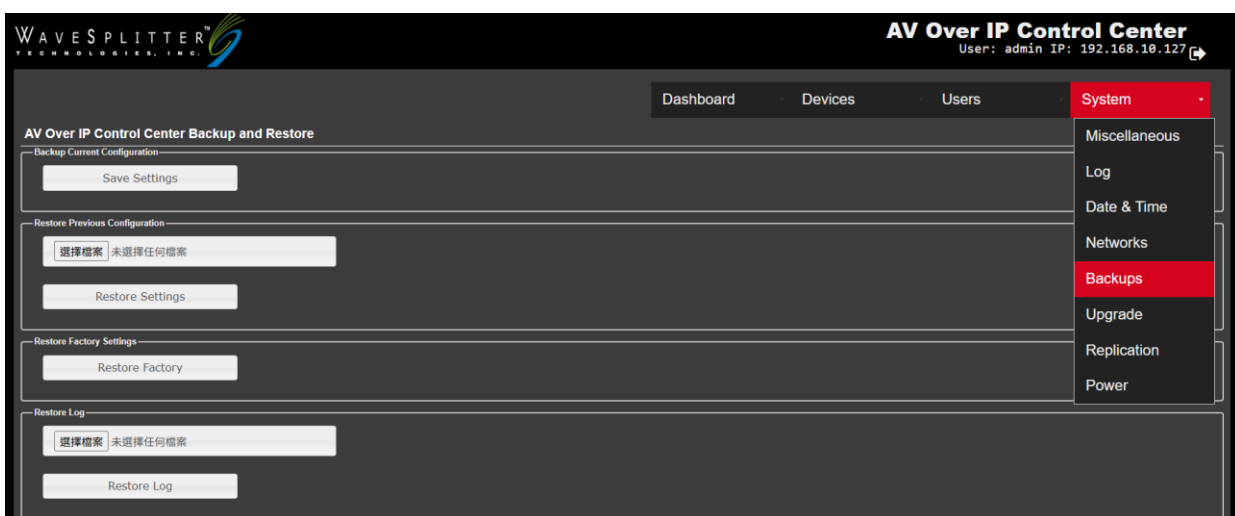 WAVESPLITTER™
TECHNOLOGIES, INC.
AV Over IP Control Center
User: admin IP: 192.168.10.127
Dashboard
Devices
Users
System
Miscellaneous
Log
Date & Time
Networks
Backups
Upgrade
Replication
Power
AV Over IP Control Center Backup and Restore
Backup Current Configuration
Save Settings
Restore Previous Configuration
選擇檔案 未選擇任何檔案
Restore Settings
Restore Factory Settings
Restore Factory
Restore Log
選擇檔案 未選擇任何檔案
Restore Log